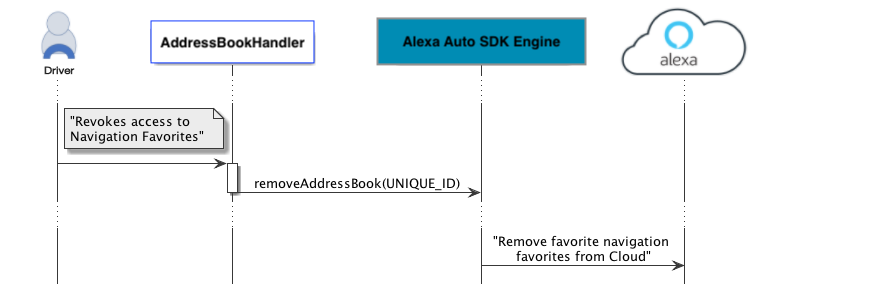 AddressBookHandler
Alexa Auto SDK Engine
alexa
Driver
"Revokes access to
Navigation Favorites"
removeAddressBook(UNIQUE_ID)
"Remove favorite navigation
favorites from Cloud"